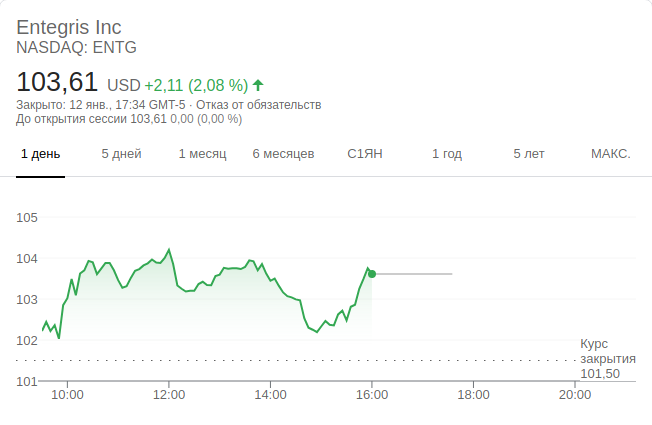 Entegris Inc
NASDAQ: ENTG
103,61 USD +2,11 (2,08 %)
Закрыто: 12 янв., 17:34 GMT-5 · Отказ от обязательств
До открытия сессии 103,61 0,00 (0,00 %)
1 день 5 дней 1 месяц 6 месяцев С1ЯН 1 год 5 лет МАКС.
105
104
103
102
Курс
закрытия
101,50
101
10:00 12:00 14:00 16:00 18:00 20:00